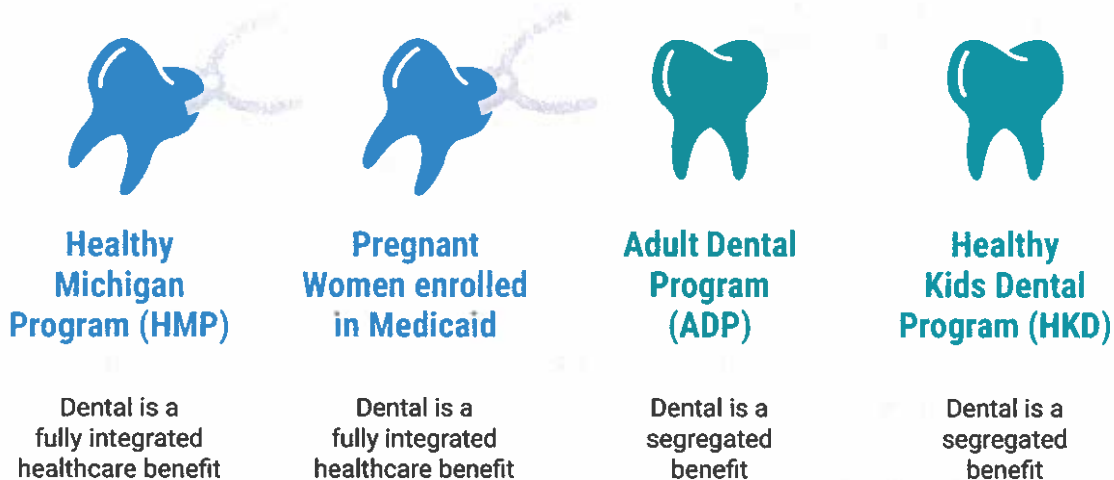 Healthy
Michigan
Program (HMP)
Dental is a
fully integrated
healthcare benefit
Pregnant
Women enrolled
in Medicaid
Dental is a
fully integrated
healthcare benefit
Adult Dental
Program
(ADP)
Dental is a
segregated
benefit
Healthy
Kids Dental
Program (HKD)
Dental is a
segregated
benefit